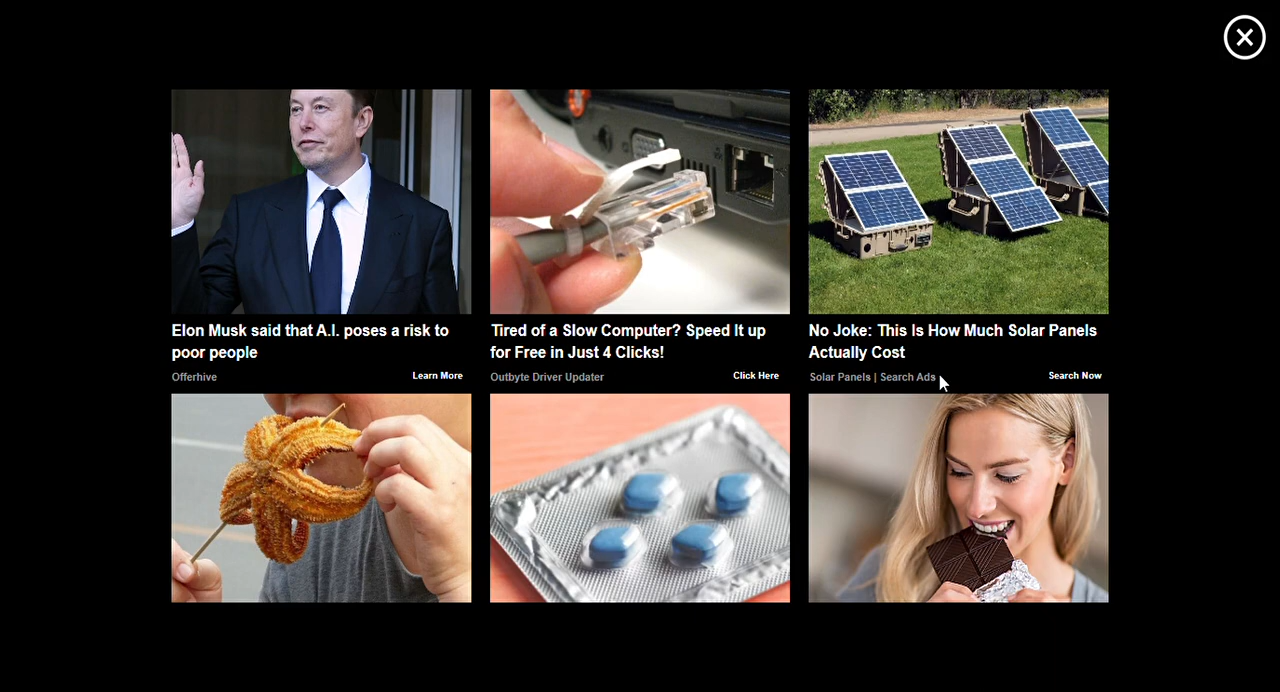 Elon Musk said that A.I. poses a risk to
poor people
Offerhive
Learn More
Tired of a Slow Computer? Speed It up
for Free in Just 4 Clicks!
Outbyte Driver Updater
Click Here
No Joke: This Is How Much Solar Panels
Actually Cost
Solar Panels | Search Ads
Search Now